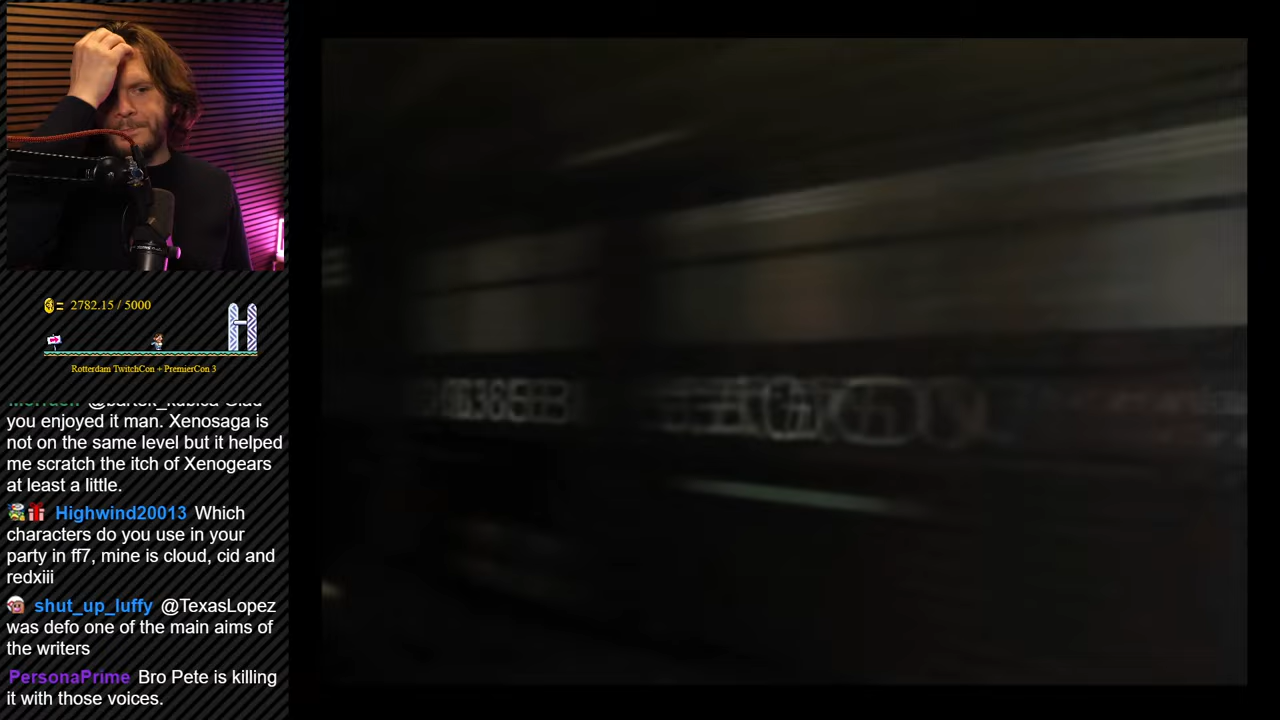 2782.15 / 5000
Rotterdam TwitchCon + PremierCon 3
@bartek_kubica Glad
you enjoyed it man. Xenosaga is
not on the same level but it helped
me scratch the itch of Xenogears
at least a little.
Highwind20013 Which
characters do you use in your
party in ff7, mine is cloud, cid and
redxiii
shut_up_luffy @TexasLopez
was defo one of the main aims of
the writers
PersonaPrime Bro Pete is killing
it with those voices.